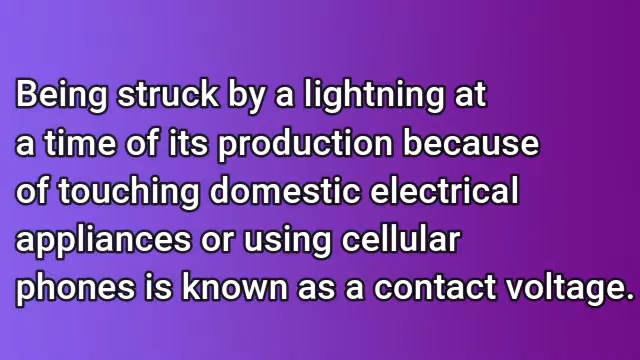 Being struck by a lightning at
a time of its production because
of touching domestic electrical
appliances or using cellular
phones is known as a contact voltage.